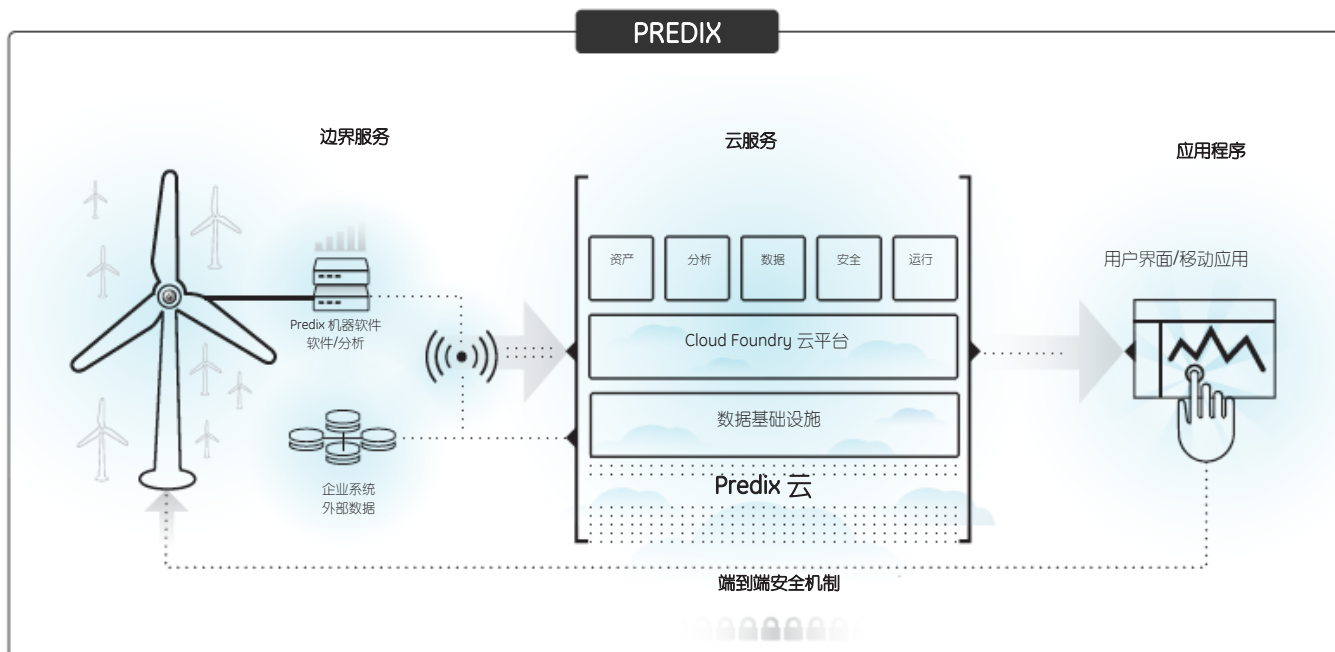 PREDIX
边界服务
云服务
应用程序
资产
分析
数据
安全
运行
用户界面/移动应用
Predix 机器软件
软件/分析
Cloud Foundry 云平台
数据基础设施
企业系统
外部数据
Predix 云
端到端安全机制